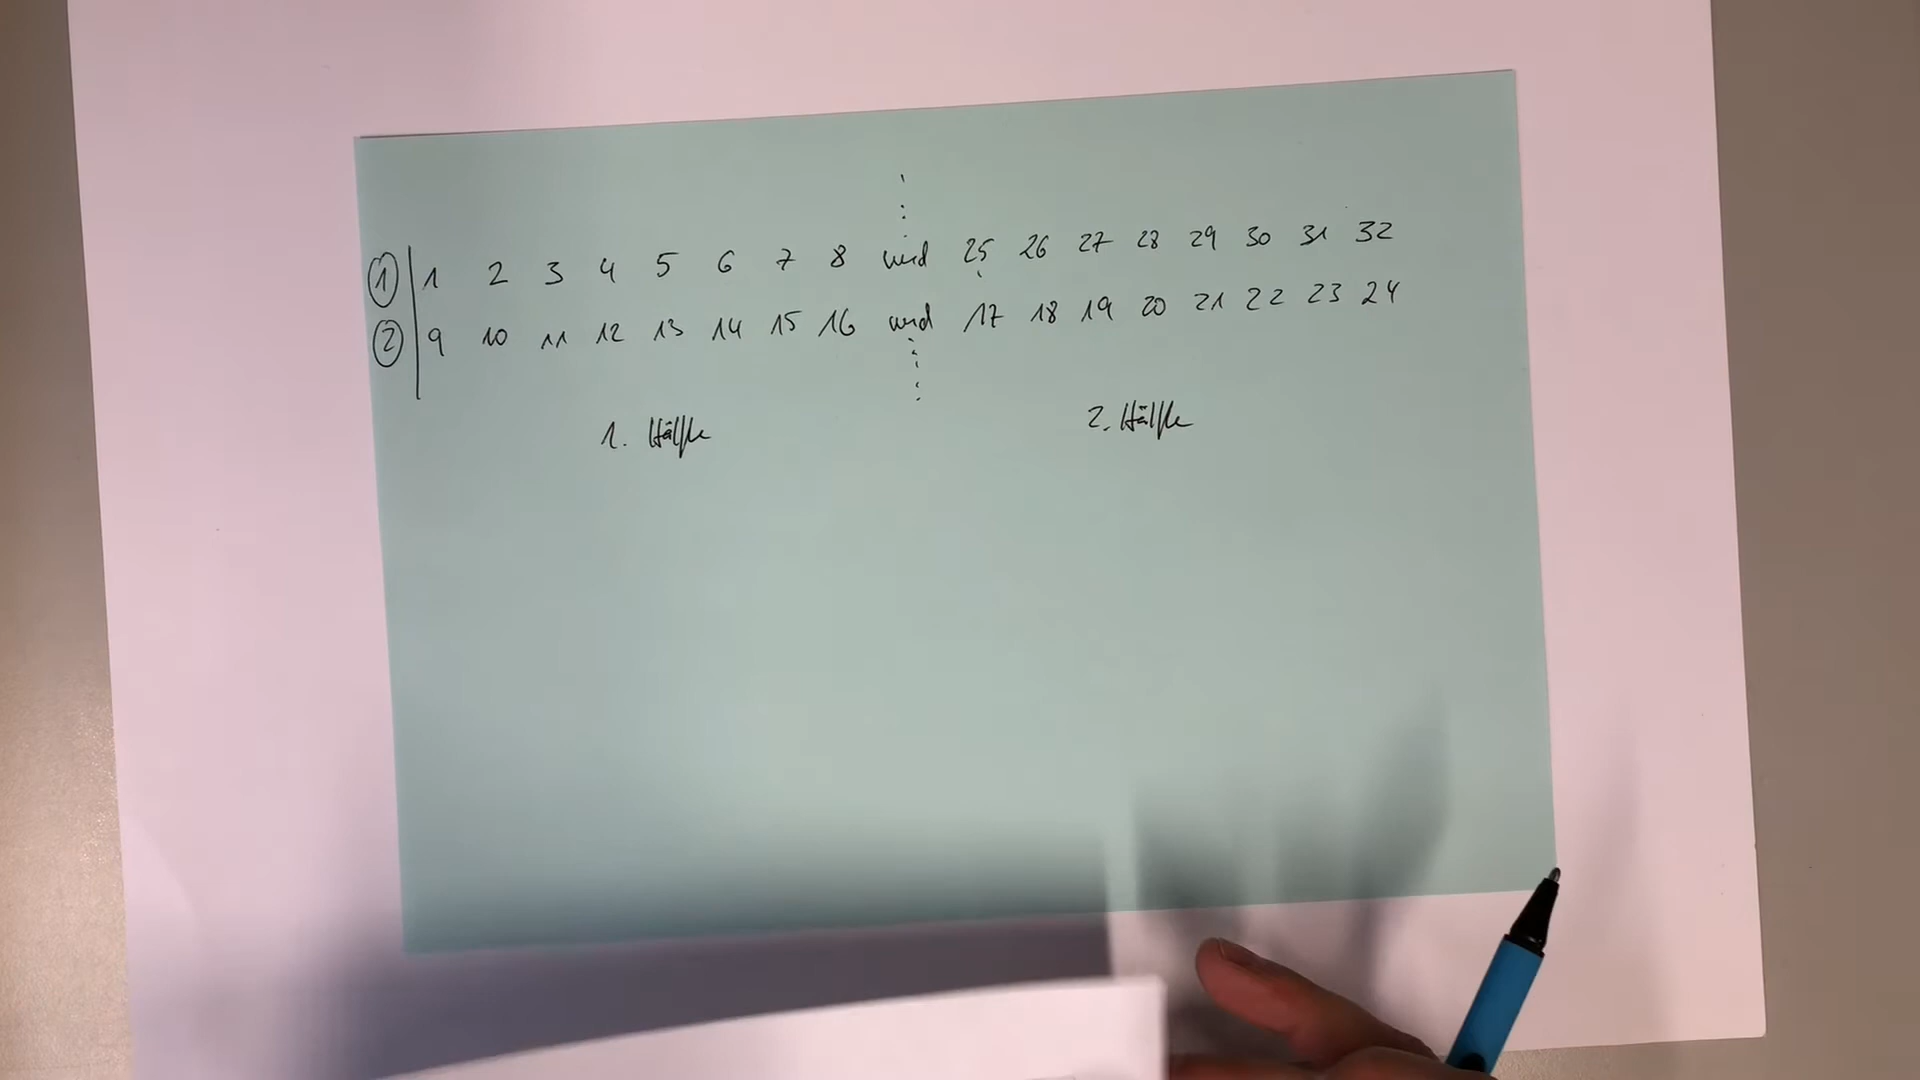 ① 1 2 3 4 5 6 7 8 und 25 26 27 28 29 30 31 32
② 9 10 11 12 13 14 15 16 und 17 18 19 20 21 22 23 24
1. Hälfte 2. Hälfte